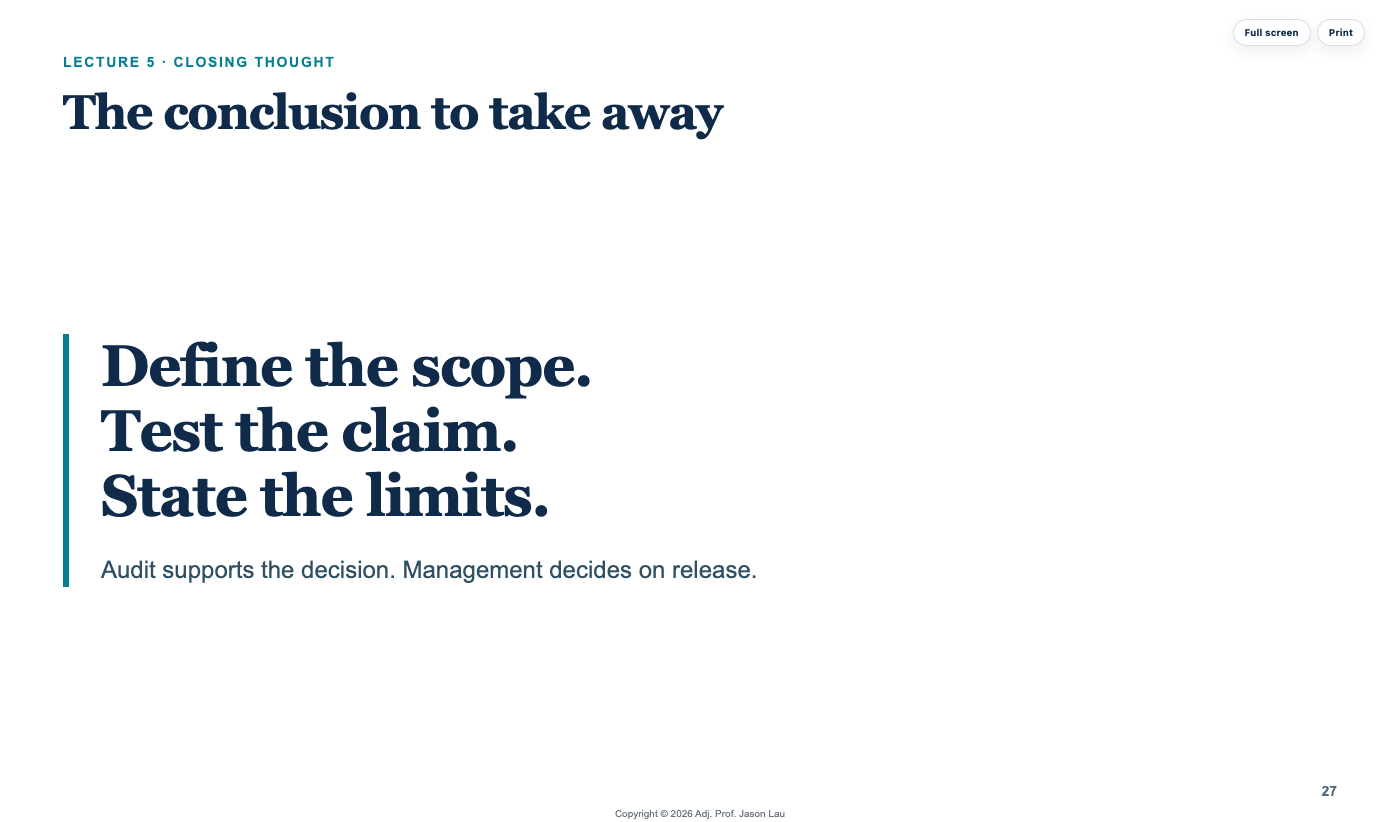 Full screen
Print
LECTURE 5 · CLOSING THOUGHT
The conclusion to take away
Define the scope.
Test the claim.
State the limits.
Audit supports the decision. Management decides on release.
27
Copyright © 2026 Adj. Prof. Jason Lau